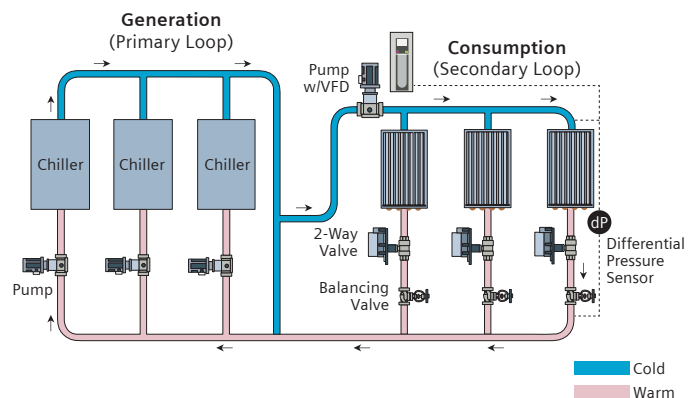 Generation
(Primary Loop)
Pump
w/VFD
Consumption
(Secondary Loop)
Chiller
Chiller
Chiller
2-Way
Valve
dP
Differential
Pressure
Sensor
Pump
Balancing
Valve
Cold
Warm